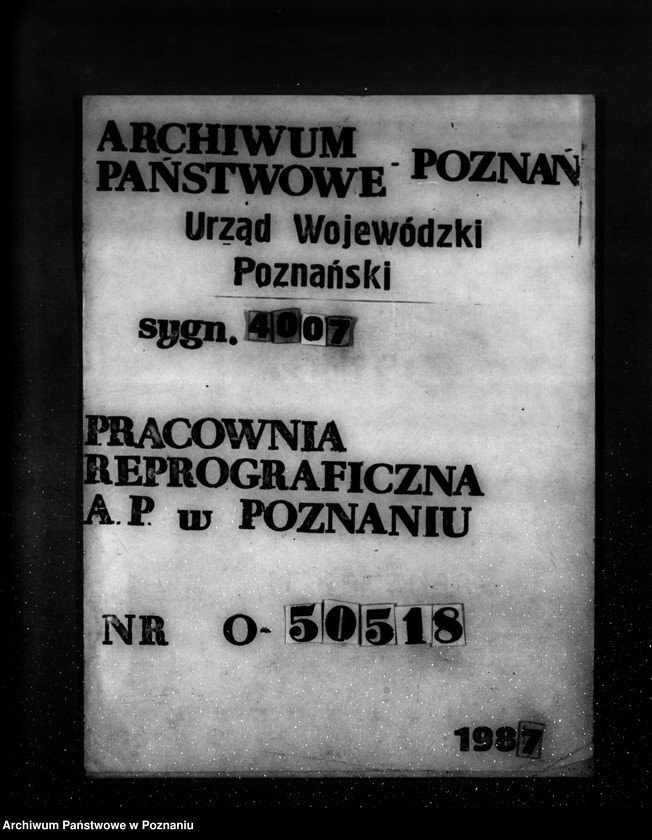 ARCHIWUM
PAŃSTWOWE - POZNAŃ
Urząd Wojewódzki
Poznański
sygn. 4007
PRACOWNIA
REPROGRAFICZNA
A.P. w POZNANIU
NR O-50518
1987
Archiwum Państwowe w Poznaniu